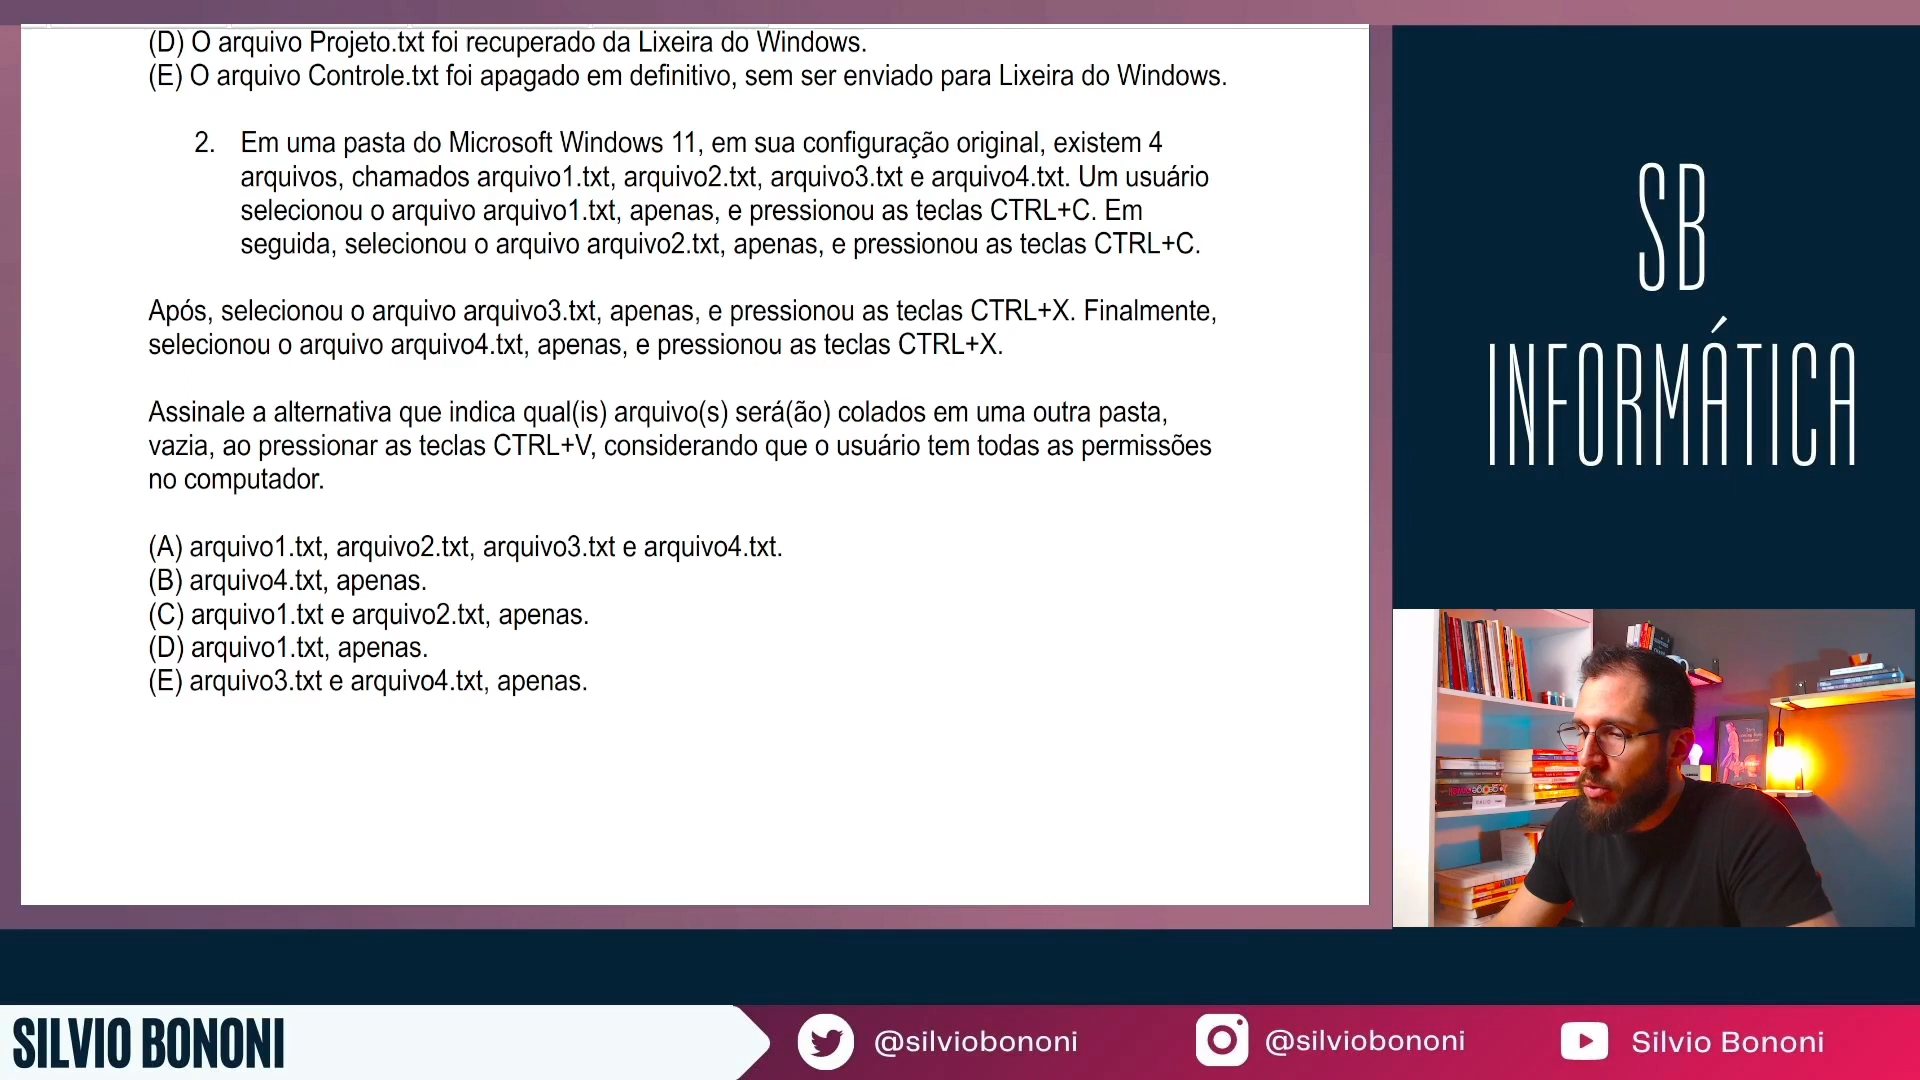 (D) O arquivo Projeto.txt foi recuperado da Lixeira do Windows.
(E) O arquivo Controle.txt foi apagado em definitivo, sem ser enviado para Lixeira do Windows.
2. Em uma pasta do Microsoft Windows 11, em sua configuração original, existem 4
arquivos, chamados arquivo1.txt, arquivo2.txt, arquivo3.txt e arquivo4.txt. Um usuário
selecionou o arquivo arquivo1.txt, apenas, e pressionou as teclas CTRL+C. Em
seguida, selecionou o arquivo arquivo2.txt, apenas, e pressionou as teclas CTRL+C.
Após, selecionou o arquivo arquivo3.txt, apenas, e pressionou as teclas CTRL+X. Finalmente,
selecionou o arquivo arquivo4.txt, apenas, e pressionou as teclas CTRL+X.
Assinale a alternativa que indica qual(is) arquivo(s) será(ão) colados em uma outra pasta,
vazia, ao pressionar as teclas CTRL+V, considerando que o usuário tem todas as permissões
no computador.
(A) arquivo1.txt, arquivo2.txt, arquivo3.txt e arquivo4.txt.
(B) arquivo4.txt, apenas.
(C) arquivo1.txt e arquivo2.txt, apenas.
(D) arquivo1.txt, apenas.
(E) arquivo3.txt e arquivo4.txt, apenas.
SB
INFORMÁTICA
SILVIO BONONI
@silviobononi
@silviobononi
Silvio Bononi